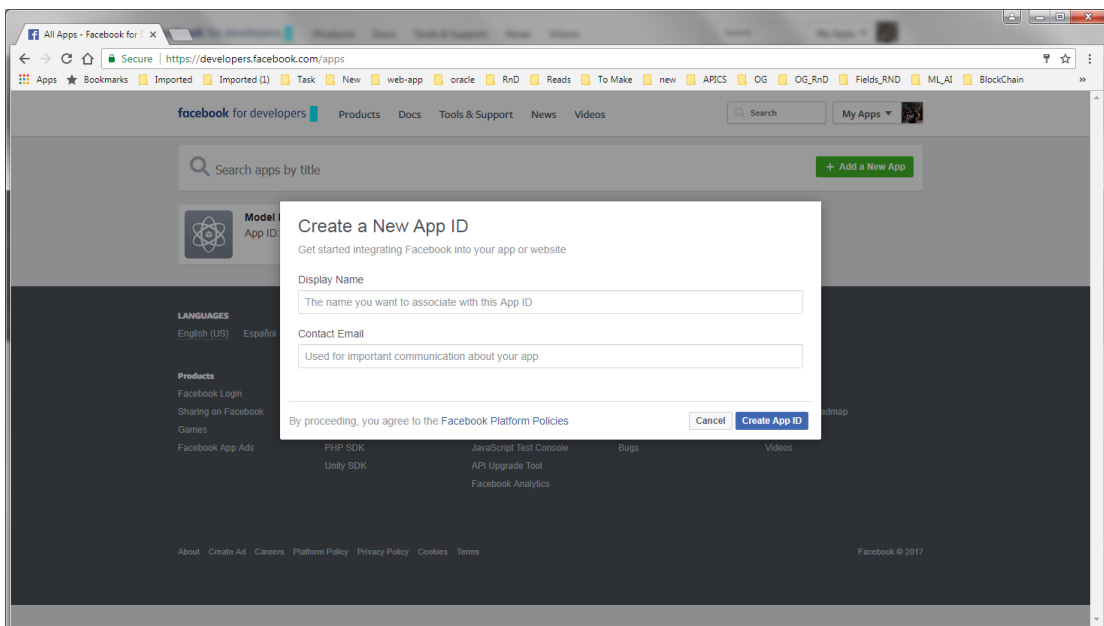 All Apps - Facebook for
Secure | https://developers.facebook.com/apps
Apps Bookmarks Imported Imported (1) Task New web-app oracle RnD Reads To Make new APICS OG OG_RnD Fields_RND ML_AI BlockChain »
facebook for developers Products Docs Tools & Support News Videos Search My Apps
Search apps by title + Add a New App
Model
App ID:
Create a New App ID
Get started integrating Facebook into your app or website
Display Name
The name you want to associate with this App ID
Contact Email
Used for important communication about your app
By proceeding, you agree to the Facebook Platform Policies Cancel Create App ID
LANGUAGES
English (US) Español
Products
Facebook Login
Sharing on Facebook
Games
Facebook App Ads PHP SDK JavaScript Test Console Bugs Videos
Unity SDK API Upgrade Tool
Facebook Analytics
About Create Ad Careers Platform Policy Privacy Policy Cookies Terms Facebook © 2017